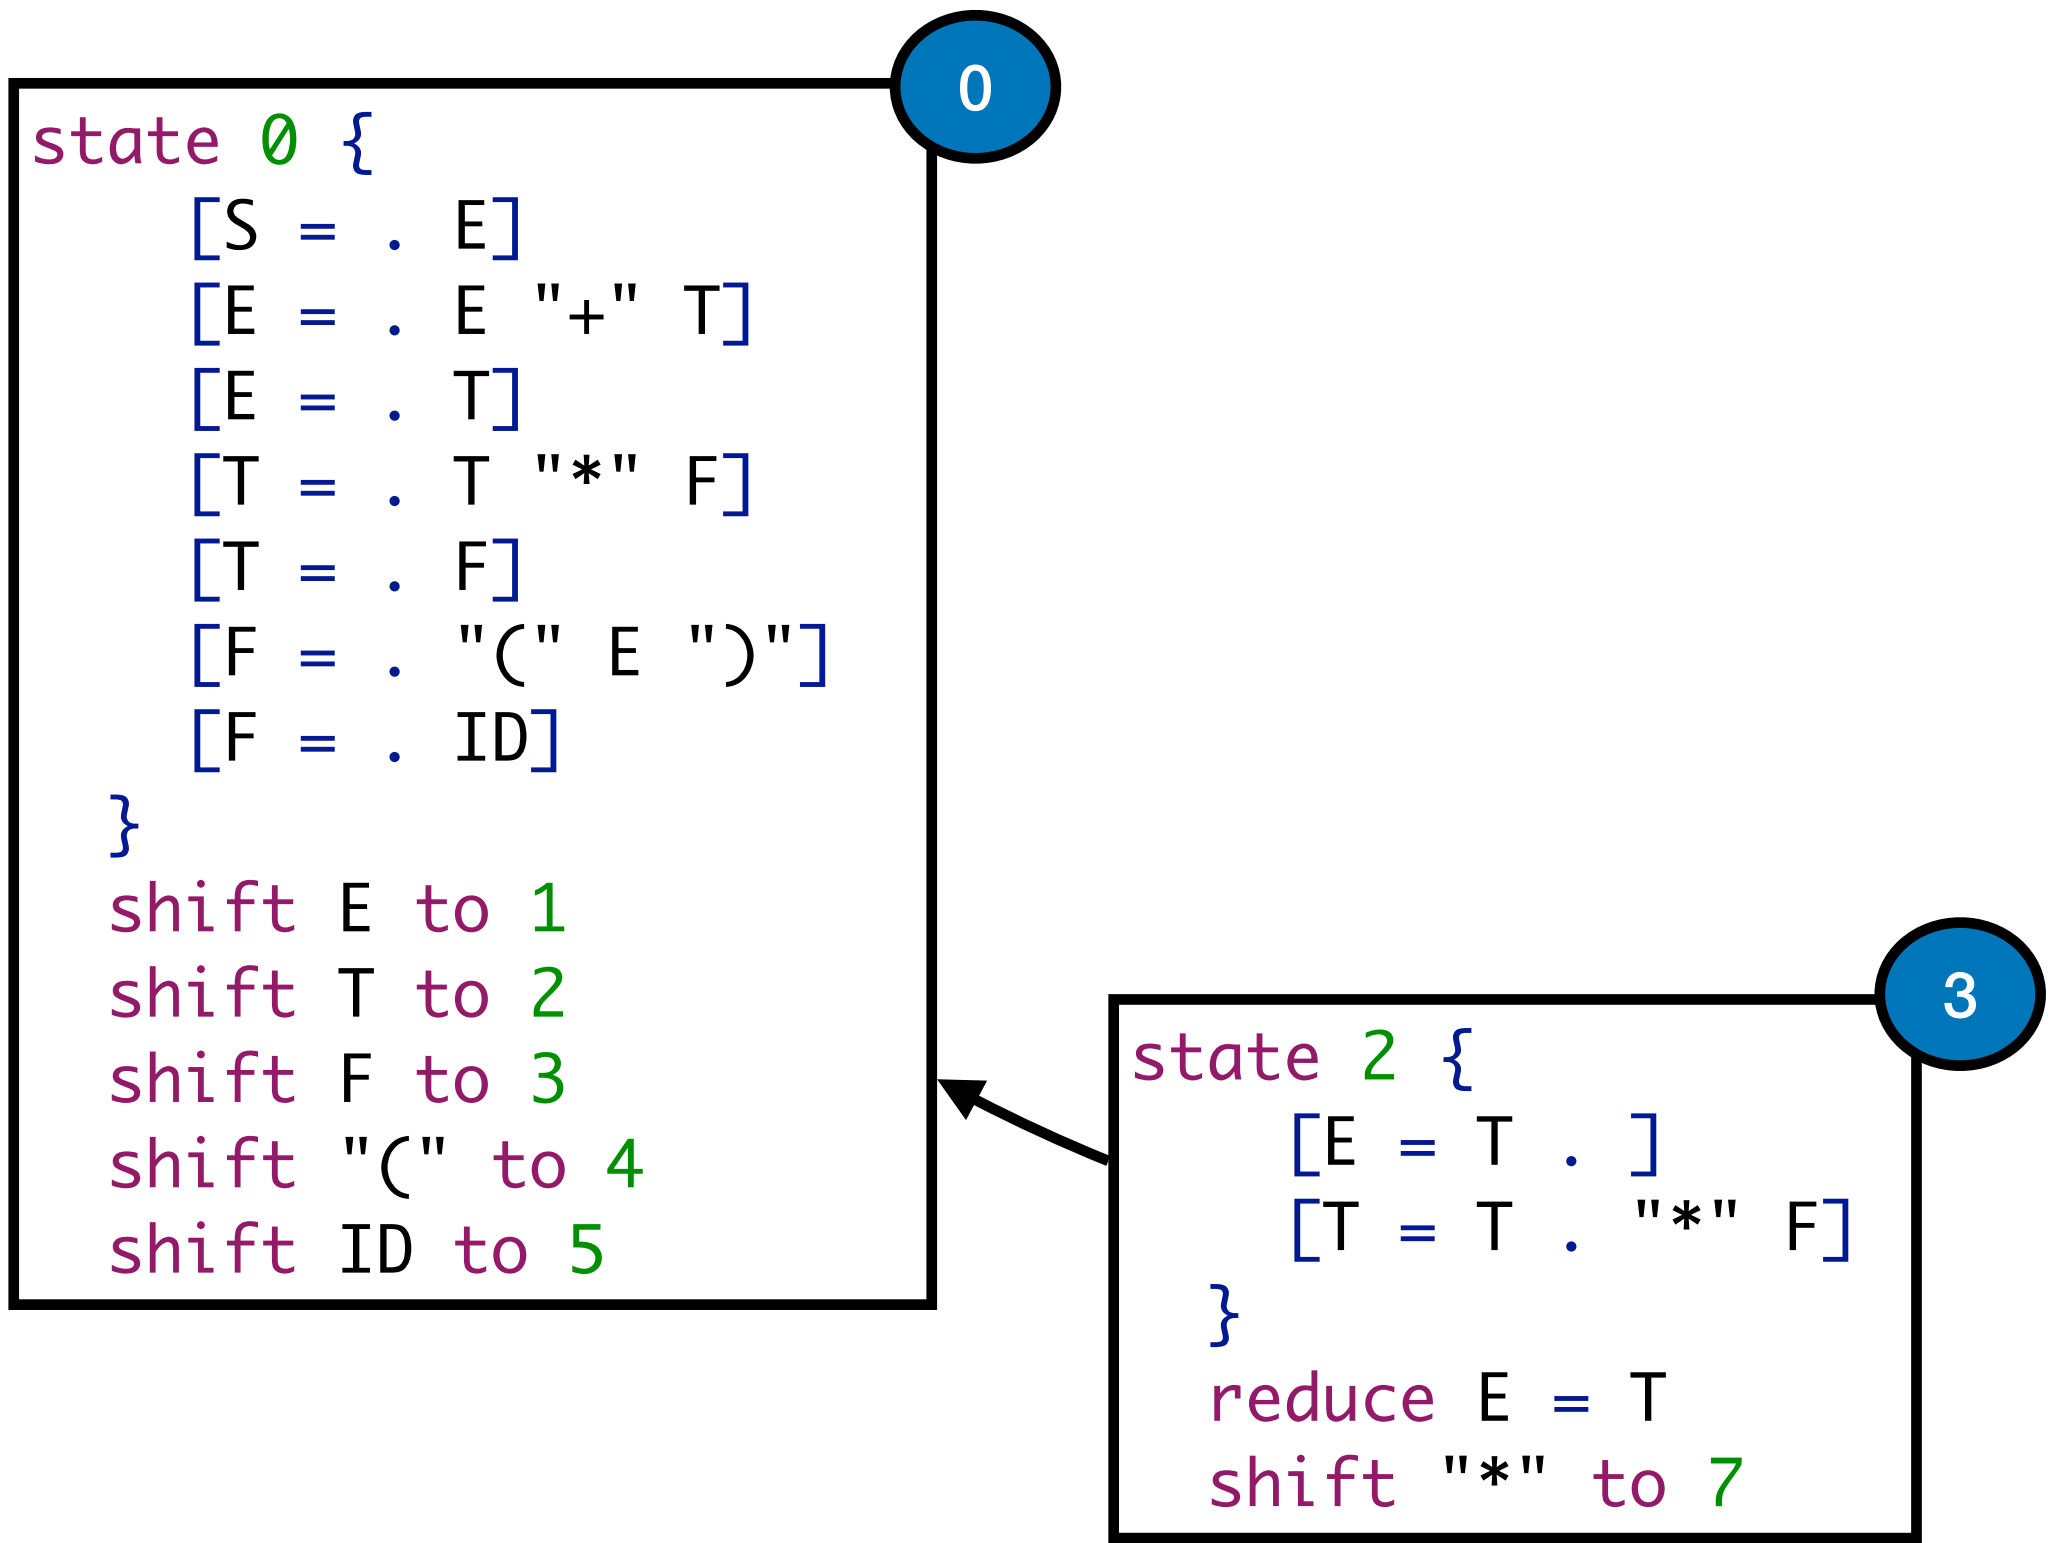 0
state 0 {
[S = . E]
[E = . E "+" T]
[E = . T]
[T = . T "*" F]
[T = . F]
[F = . "(" E ")"]
[F = . ID]
}
shift E to 1
shift T to 2
shift F to 3
shift "(" to 4
shift ID to 5
3
state 2 {
[E = T . ]
[T = T . "*" F]
}
reduce E = T
shift "*" to 7